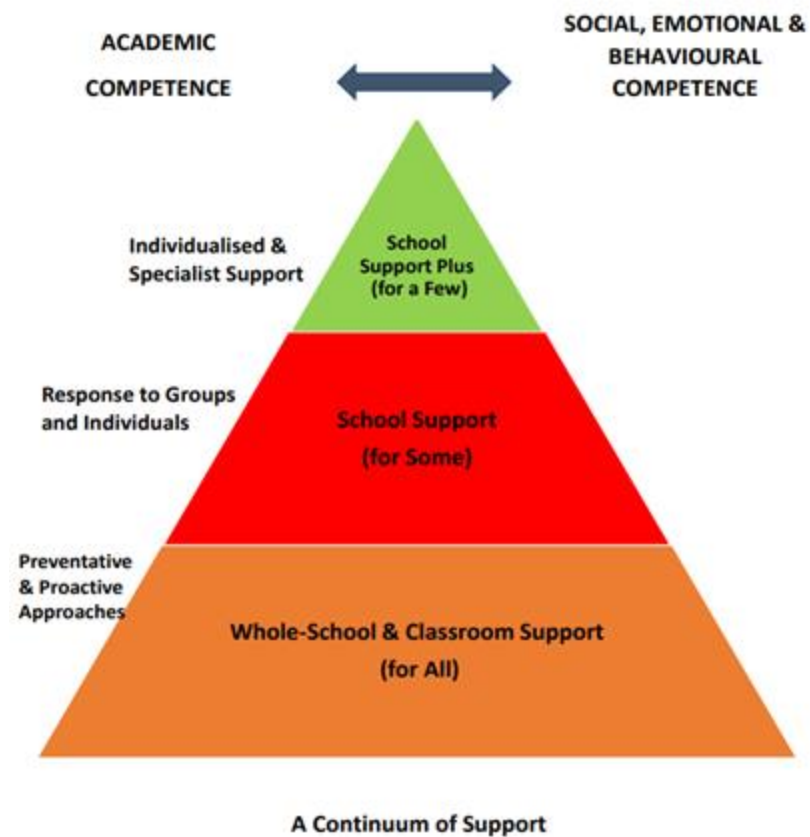 ACADEMIC
COMPETENCE
SOCIAL, EMOTIONAL &
BEHAVIOURAL
COMPETENCE
Individualised &
Specialist Support
School
Support Plus
(for a Few)
Response to Groups
and Individuals
School Support
(for Some)
Preventative
& Proactive
Approaches
Whole-School & Classroom Support
(for All)
A Continuum of Support